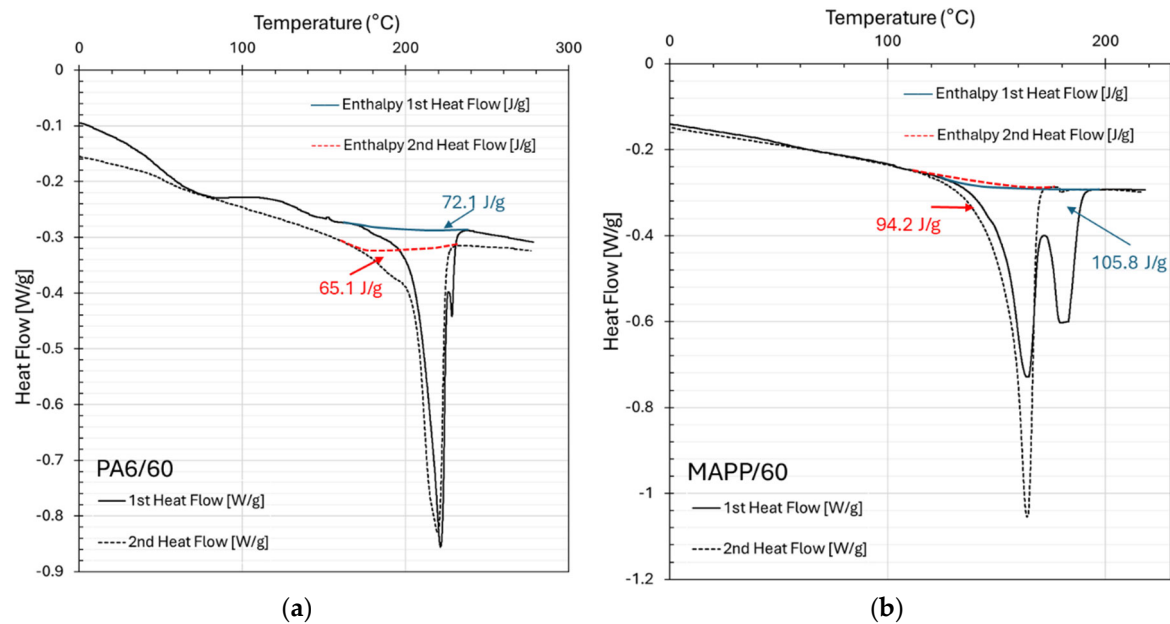 Temperature (°C)
0 100 200 300
0
-0.1
-0.2
-0.3
-0.4
-0.5
-0.6
-0.7
-0.8
-0.9
Heat Flow [W/g]
Enthalpy 1st Heat Flow [J/g]
Enthalpy 2nd Heat Flow [J/g]
72.1 J/g
65.1 J/g
PA6/60
1st Heat Flow [W/g]
2nd Heat Flow [W/g]
(a)
Temperature (°C)
0 100 200
0
-0.2
-0.4
-0.6
-0.8
-1
-1.2
Heat Flow [W/g]
Enthalpy 1st Heat Flow [J/g]
Enthalpy 2nd Heat Flow [J/g]
94.2 J/g
105.8 J/g
MAPP/60
1st Heat Flow [W/g]
2nd Heat Flow [W/g]
(b)